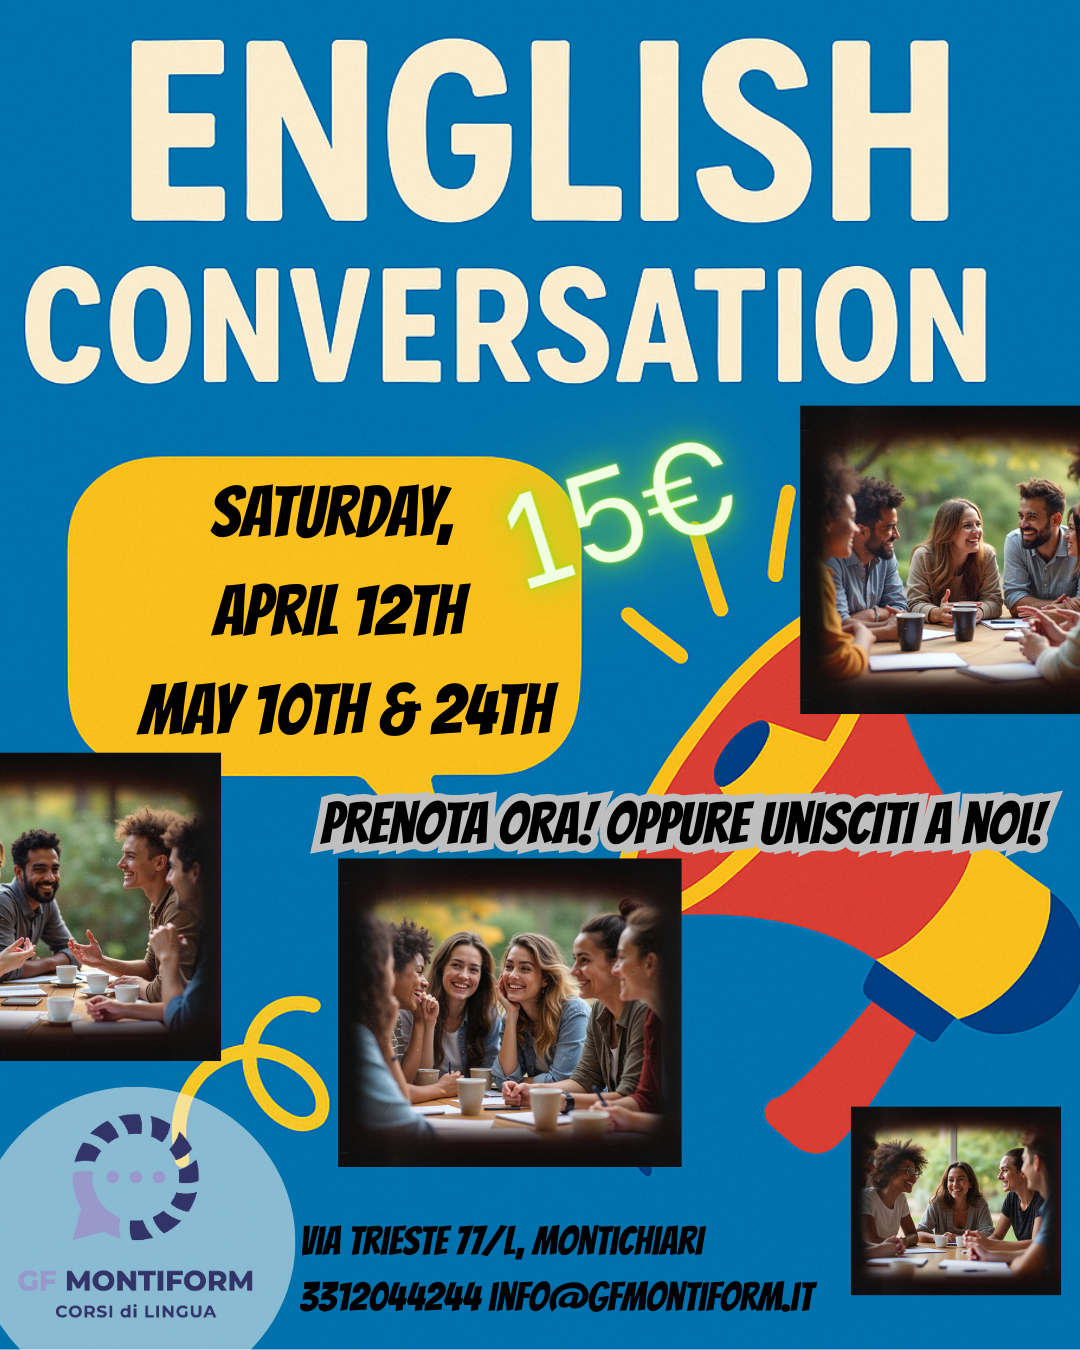 ENGLISH
CONVERSATION
SATURDAY,
15€
APRIL 12TH
MAY 10TH & 24TH
PRENOTA ORA! OPPURE UNISCITI A NOI!
VIA TRIESTE 77/L, MONTICHIARI
3312044244 INFO@GFMONTIFORM.IT
GF MONTIFORM
CORSI di LINGUA